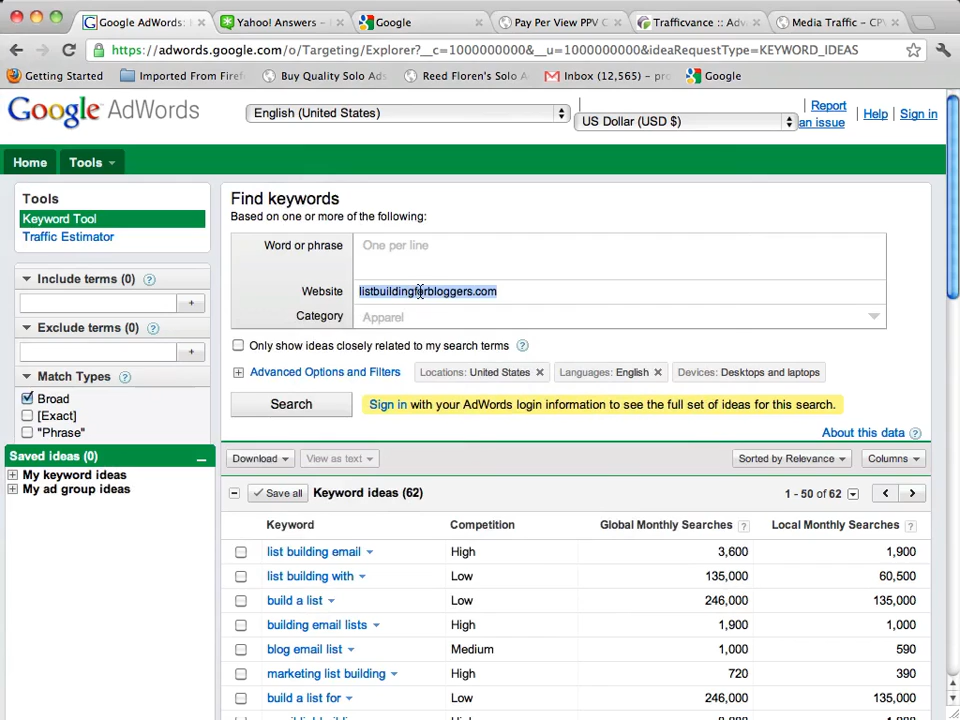 Google AdWords: 
Yahoo! Answers - 
Google
Pay Per View PPV C
Trafficvance :: Adv
Media Traffic - CPV
https://adwords.google.com/o/Targeting/Explorer?__c=1000000000&__u=1000000000&ideaRequestType=KEYWORD_IDEAS
Getting Started
Imported From Firef
Buy Quality Solo Ads
Reed Floren's Solo A
Inbox (12,565) – pro
Google
Google AdWords
English (United States)
US Dollar (USD $)
Report an issue
Help
Sign in
Home
Tools
Tools
Keyword Tool
Traffic Estimator
Include terms (0) ?
+
Exclude terms (0) ?
+
Match Types ?
Broad
[Exact]
"Phrase"
Saved ideas (0)
My keyword ideas
My ad group ideas
Find keywords
Based on one or more of the following:
Word or phrase One per line
Website listbuildingforbloggers.com
Category Apparel
Only show ideas closely related to my search terms ?
Advanced Options and Filters Locations: United States × Languages: English × Devices: Desktops and laptops
Search Sign in with your AdWords login information to see the full set of ideas for this search.
About this data ?
Download View as text Sorted by Relevance Columns
Save all Keyword ideas (62) 1 - 50 of 62
Keyword Competition Global Monthly Searches ? Local Monthly Searches ?
list building email High 3,600 1,900
list building with Low 135,000 60,500
build a list Low 246,000 135,000
building email lists High 1,900 1,000
blog email list Medium 1,000 590
marketing list building High 720 390
build a list for Low 246,000 135,000